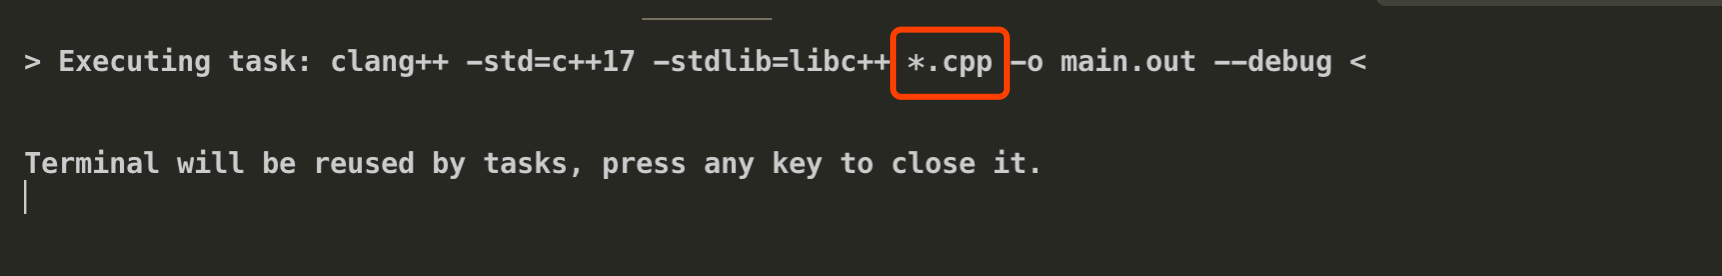 > Executing task: clang++ -std=c++17 -stdlib=libc++ *.cpp -o main.out --debug <
Terminal will be reused by tasks, press any key to close it.